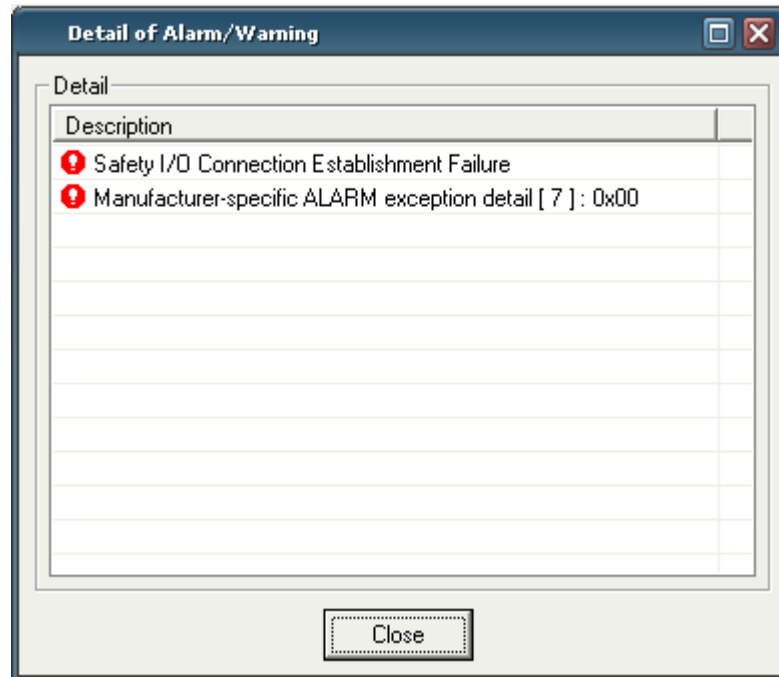 Detail of Alarm/Warning
Detail
Description
Safety I/O Connection Establishment Failure
Manufacturer-specific ALARM exception detail [ 7 ] : 0x00
Close